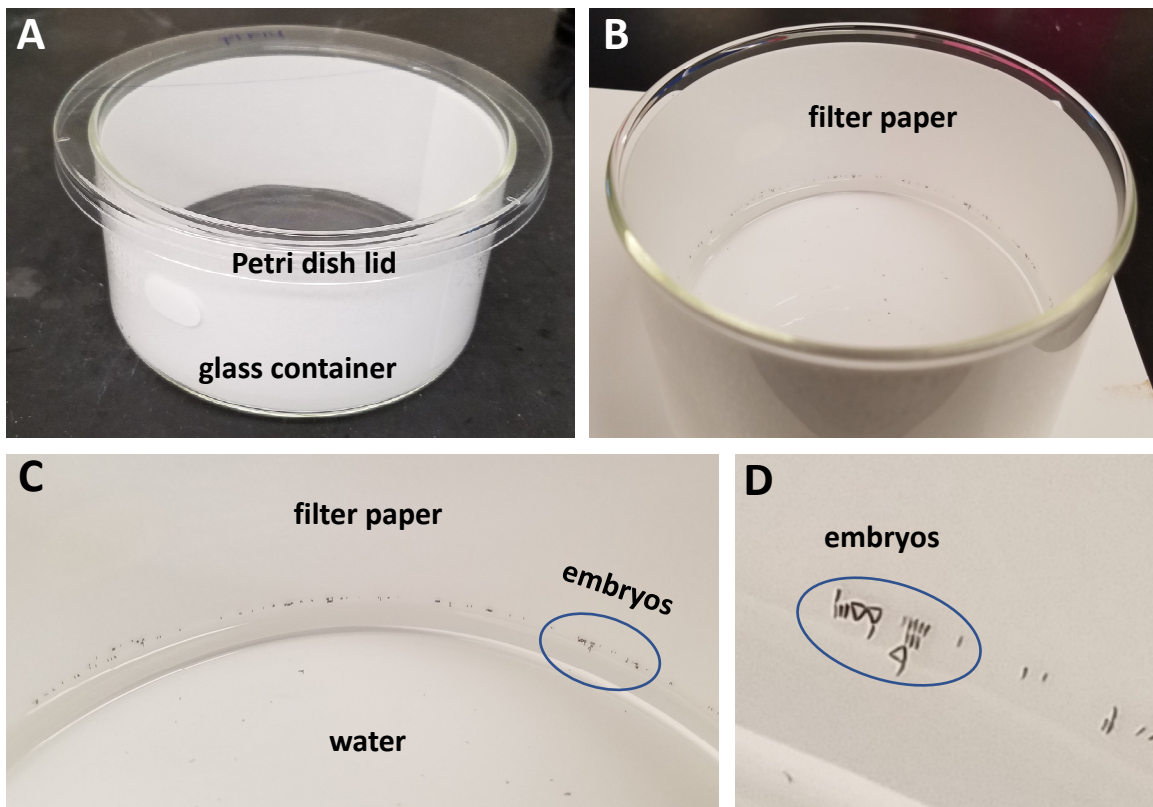 A
Petri dish lid
glass container
B
filter paper
C
filter paper
embryos
water
D
embryos